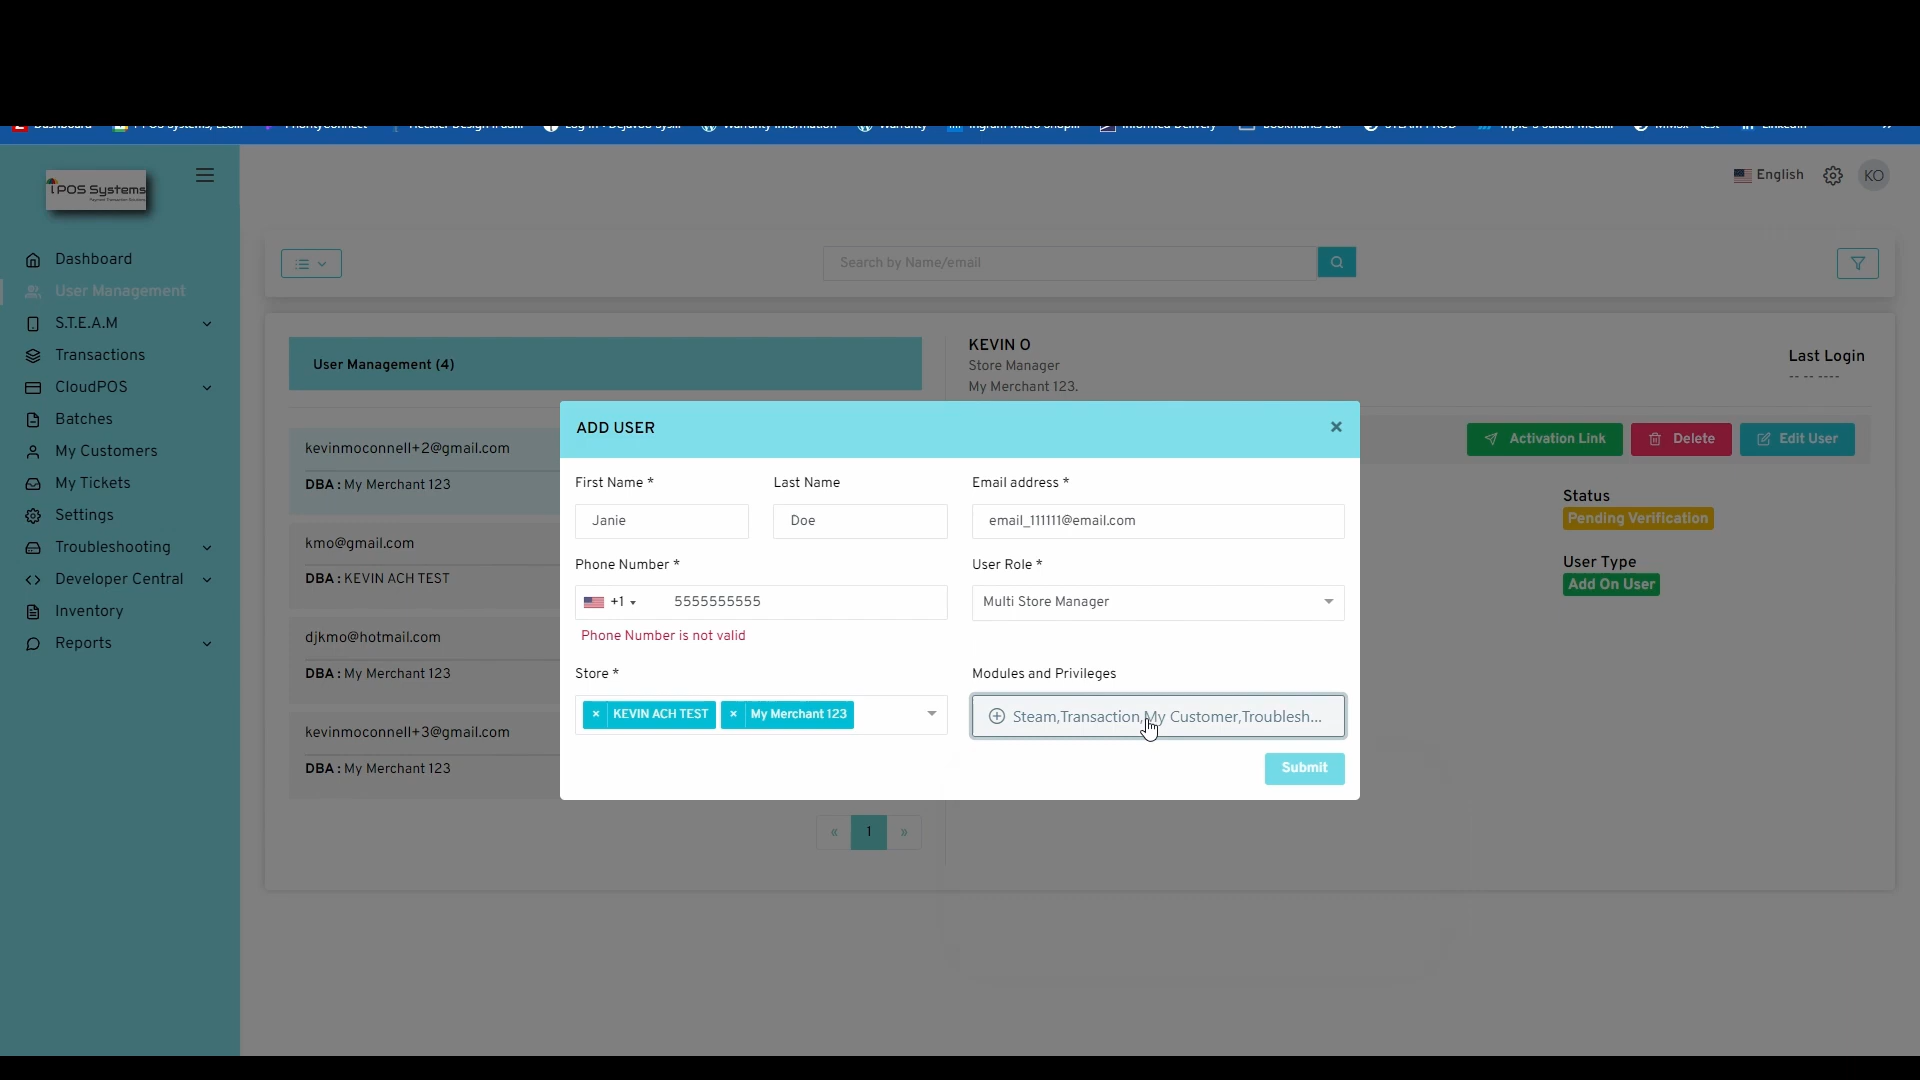 POS Systems
English
KO
Dashboard
User Management
S.T.E.A.M
Transactions
CloudPOS
Batches
My Customers
My Tickets
Settings
Troubleshooting
Developer Central
Inventory
Reports
Search by Name/email
User Management (4)
kevinmoconnell+2@gmail.com
DBA : My Merchant 123
kmo@gmail.com
DBA : KEVIN ACH TEST
djkmo@hotmail.com
DBA : My Merchant 123
kevinmoconnell+3@gmail.com
DBA : My Merchant 123
« 1 »
KEVIN O
Store Manager
My Merchant 123.
Last Login
-- -- ----
Activation Link
Delete
Edit User
Status
Pending Verification
User Type
Add On User
ADD USER ×
First Name * Last Name Email address *
Janie Doe email_111111@email.com
Phone Number * User Role *
+1 5555555555 Multi Store Manager
Phone Number is not valid
Store * Modules and Privileges
× KEVIN ACH TEST × My Merchant 123 Steam,Transaction,My Customer,Troublesh...
Submit